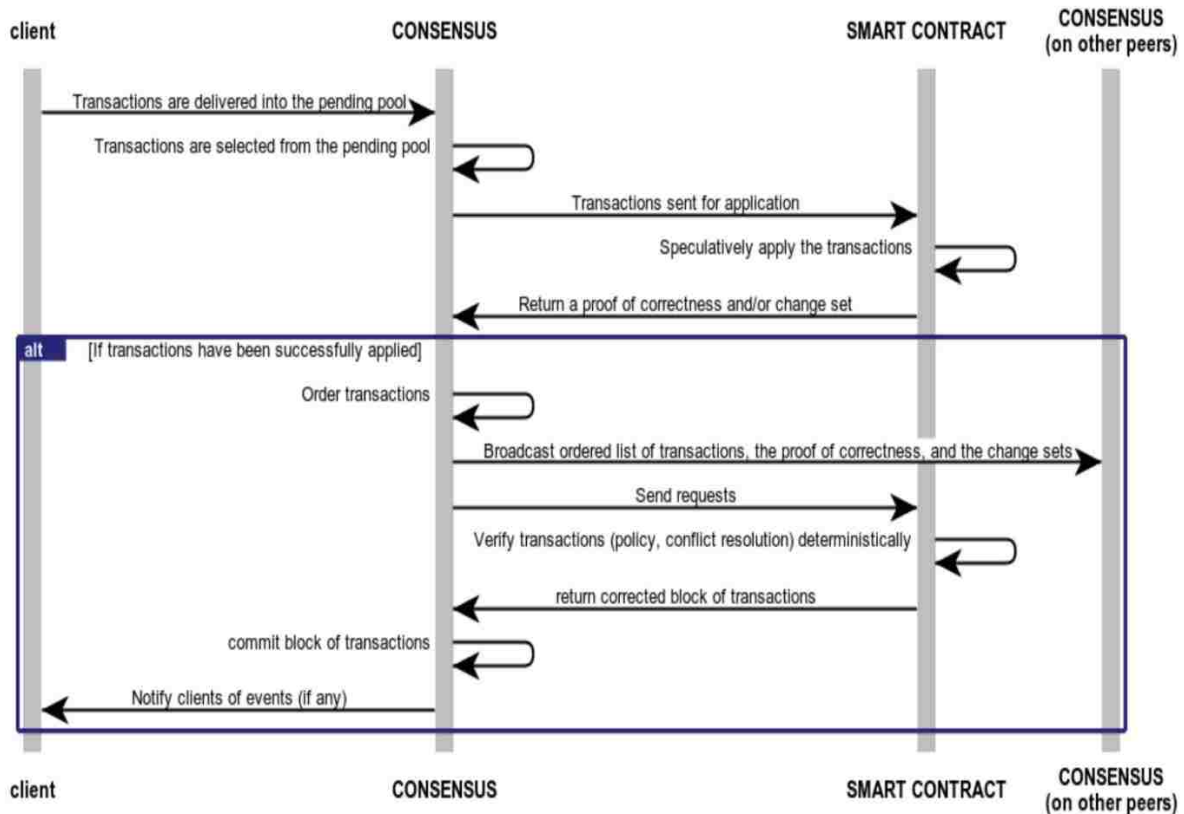 client
CONSENSUS
SMART CONTRACT
CONSENSUS
(on other peers)
Transactions are delivered into the pending pool
Transactions are selected from the pending pool
Transactions sent for application
Speculatively apply the transactions
Return a proof of correctness and/or change set
alt
[If transactions have been successfully applied]
Order transactions
Broadcast ordered list of transactions, the proof of correctness, and the change sets
Send requests
Verify transactions (policy, conflict resolution) deterministically
return corrected block of transactions
commit block of transactions
Notify clients of events (if any)
client
CONSENSUS
SMART CONTRACT
CONSENSUS
(on other peers)